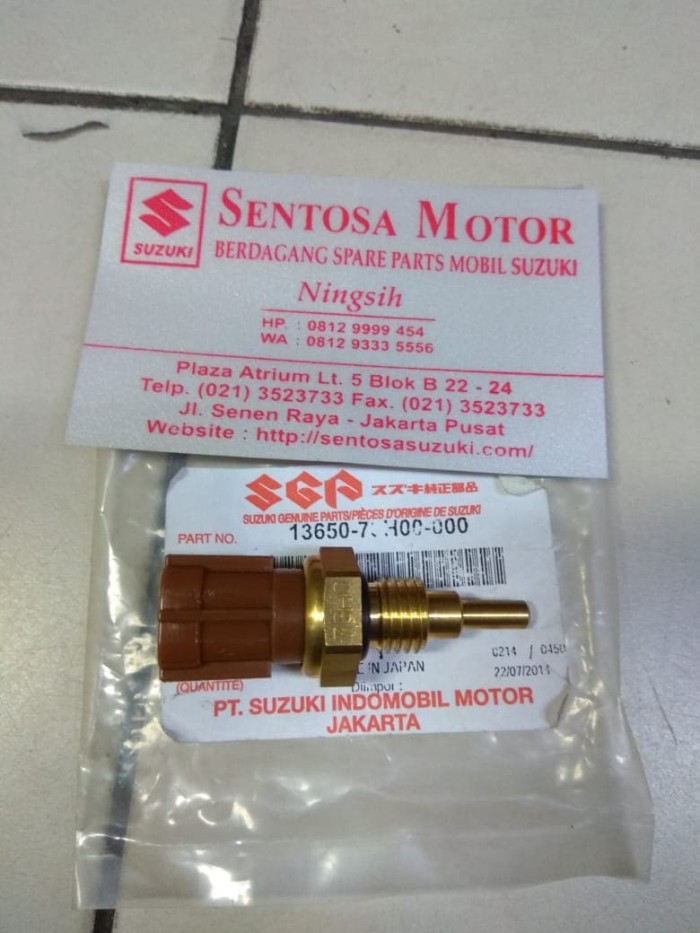 SUZUKI
SENTOSA MOTOR
BERDAGANG SPARE PARTS MOBIL SUZUKI
Ningsih
HP. : 0812 9999 454
WA : 0812 9333 5556
Plaza Atrium Lt. 5 Blok B 22 - 24
Telp. (021) 3523733 Fax. (021) 3523733
Jl. Senen Raya - Jakarta Pusat
Website : http://sentosasuzuki.com/
SGP スズキ純正部品
SUZUKI GENUINE PARTS/PIÈCES D'ORIGINE DE SUZUKI
PART NO.
IN JAPAN
0214 / 0450
22/07/2014
(QUANTITÉ)
Diimpor :
PT. SUZUKI INDOMOBIL MOTOR
JAKARTA